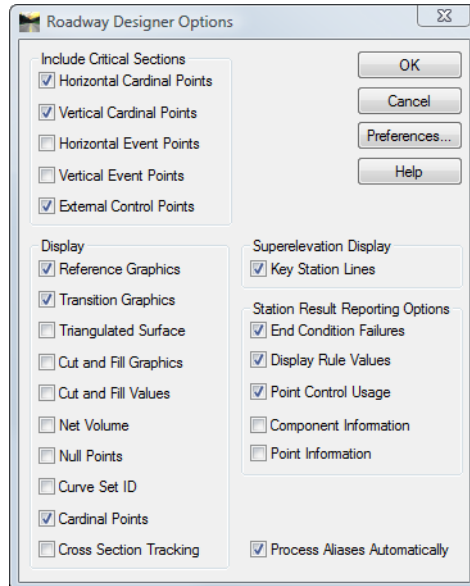 Roadway Designer Options
Include Critical Sections
Horizontal Cardinal Points
Vertical Cardinal Points
Horizontal Event Points
Vertical Event Points
External Control Points
OK
Cancel
Preferences...
Help
Display
Reference Graphics
Transition Graphics
Triangulated Surface
Cut and Fill Graphics
Cut and Fill Values
Net Volume
Null Points
Curve Set ID
Cardinal Points
Cross Section Tracking
Superelevation Display
Key Station Lines
Station Result Reporting Options
End Condition Failures
Display Rule Values
Point Control Usage
Component Information
Point Information
Process Aliases Automatically